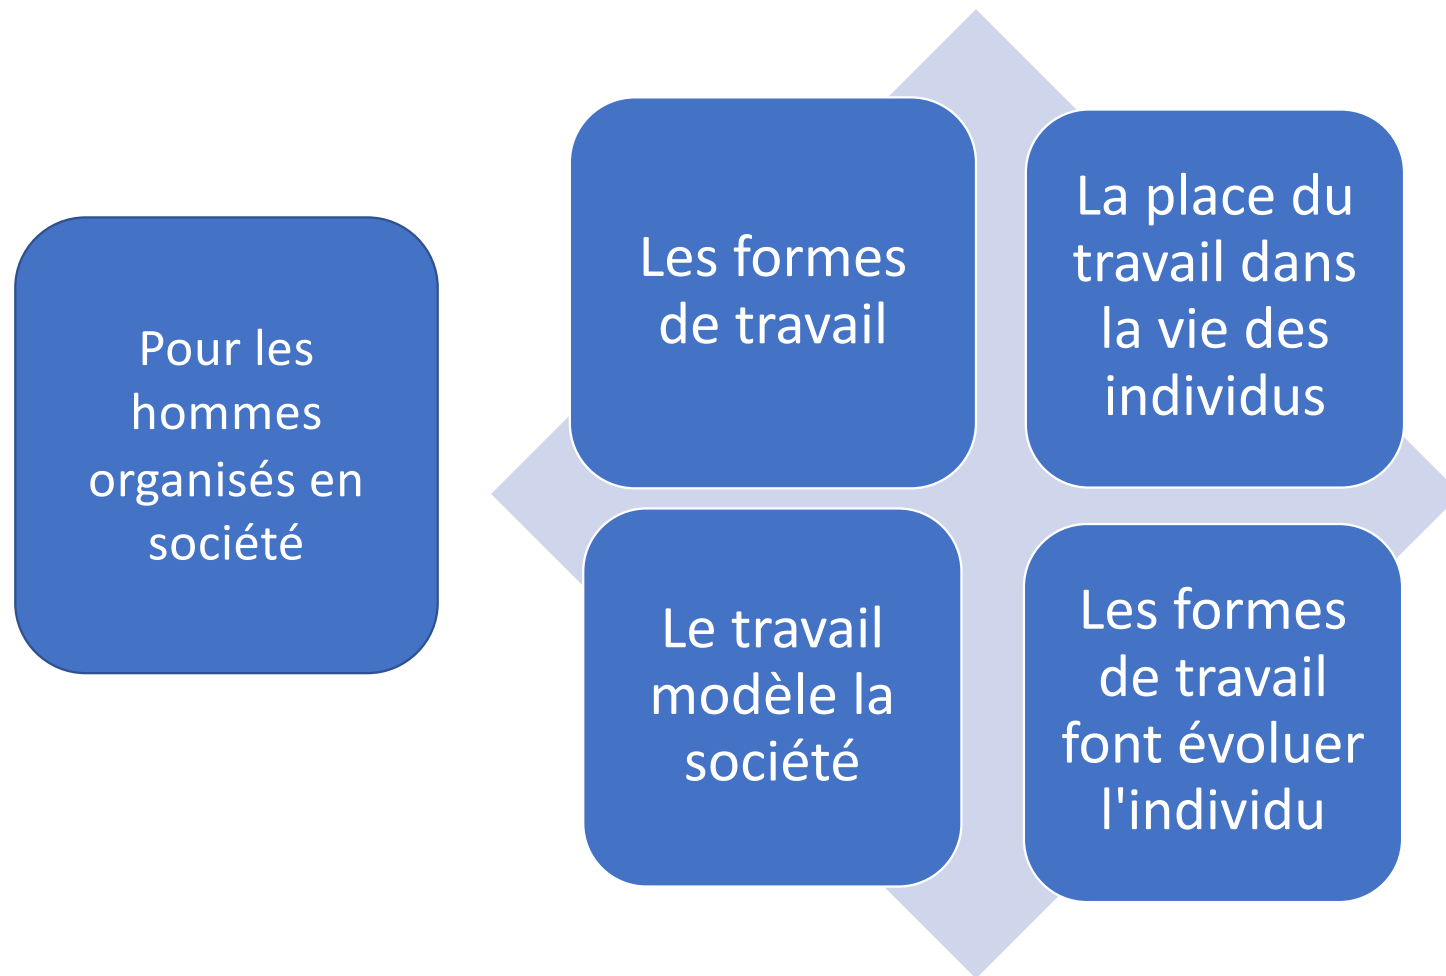 Pour les
hommes
organisés en
société
Les formes
de travail
La place du
travail dans
la vie des
individus
Le travail
modèle la
société
Les formes
de travail
font évoluer
l'individu